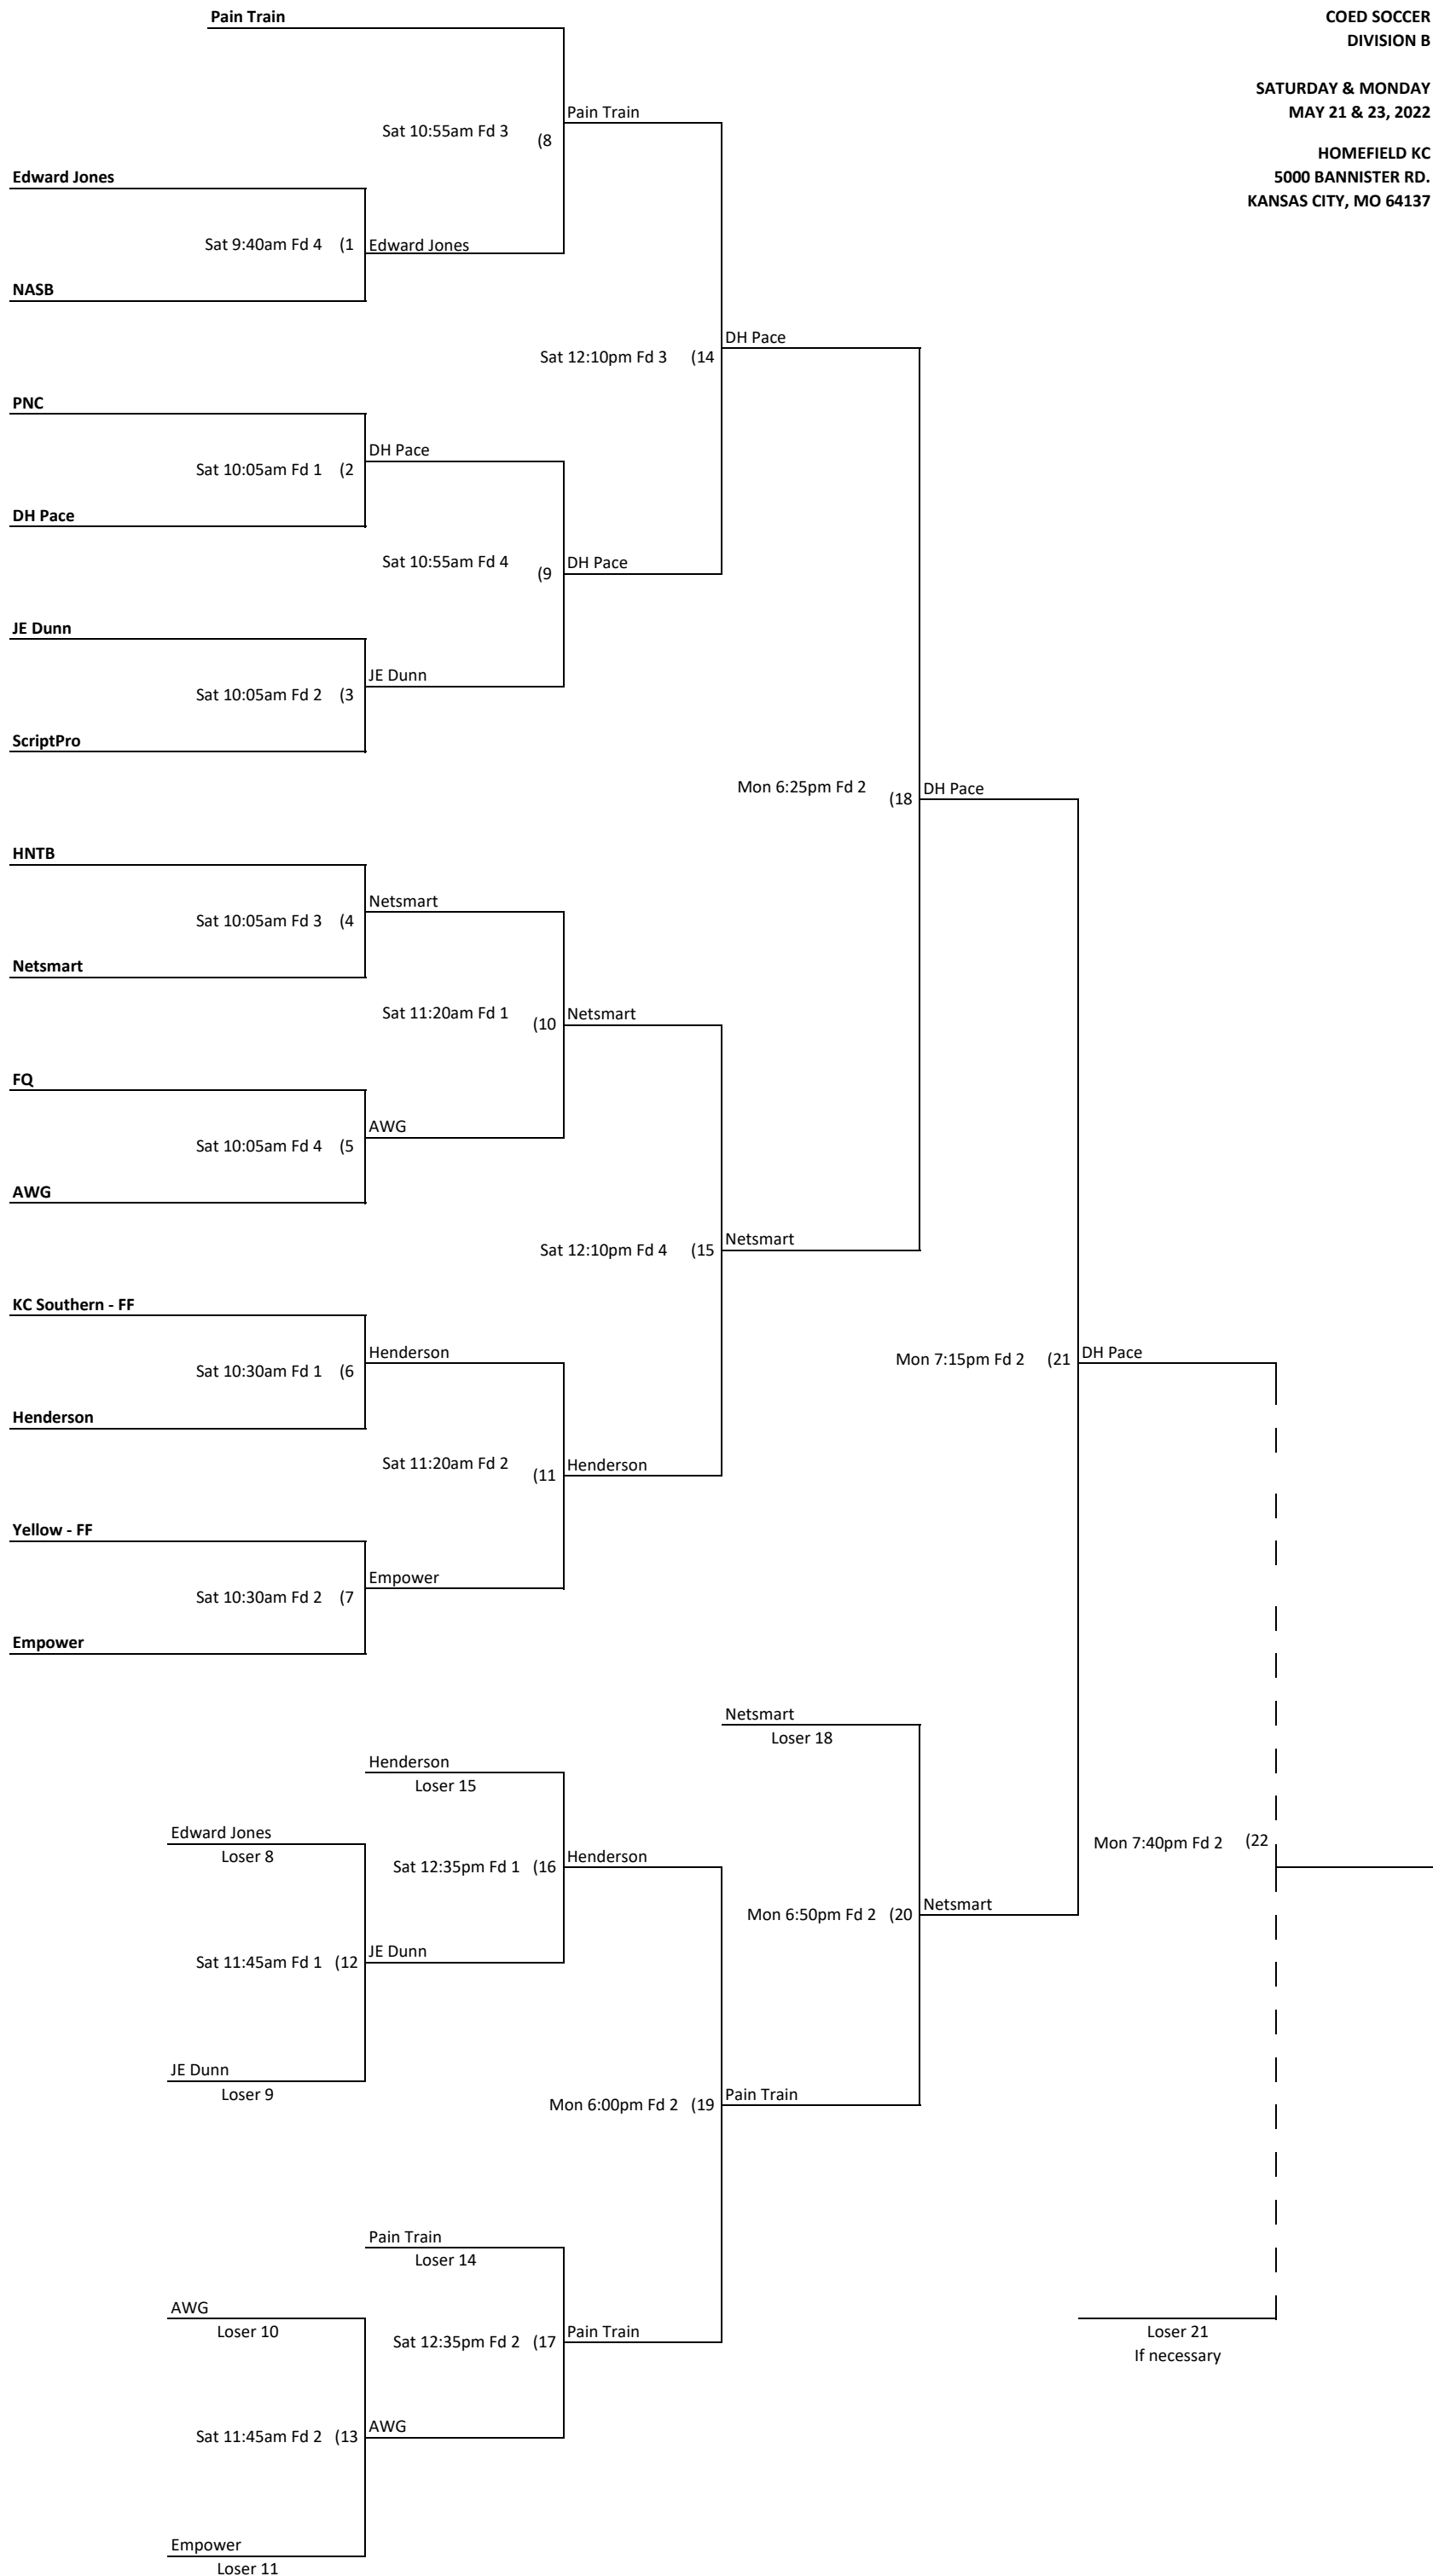 Pain Train
COED SOCCER
DIVISION B
SATURDAY & MONDAY
MAY 21 & 23, 2022
HOMEFIELD KC
5000 BANNISTER RD.
KANSAS CITY, MO 64137
Pain Train
Sat 10:55am Fd 3 (8
Edward Jones
Sat 9:40am Fd 4 (1
Edward Jones
NASB
DH Pace
Sat 12:10pm Fd 3 (14
PNC
DH Pace
Sat 10:05am Fd 1 (2
DH Pace
Sat 10:55am Fd 4 (9
DH Pace
JE Dunn
JE Dunn
Sat 10:05am Fd 2 (3
ScriptPro
Mon 6:25pm Fd 2 (18
DH Pace
HNTB
Netsmart
Sat 10:05am Fd 3 (4
Netsmart
Sat 11:20am Fd 1 (10
Netsmart
FQ
AWG
Sat 10:05am Fd 4 (5
AWG
Netsmart
Sat 12:10pm Fd 4 (15
KC Southern - FF
Henderson
Sat 10:30am Fd 1 (6
DH Pace
Mon 7:15pm Fd 2 (21
Henderson
Sat 11:20am Fd 2 (11
Henderson
Yellow - FF
Empower
Sat 10:30am Fd 2 (7
Empower
Netsmart
Loser 18
Henderson
Loser 15
Edward Jones
Loser 8
Henderson
Sat 12:35pm Fd 1 (16
Mon 7:40pm Fd 2 (22
Netsmart
Mon 6:50pm Fd 2 (20
JE Dunn
Sat 11:45am Fd 1 (12
JE Dunn
Loser 9
Pain Train
Mon 6:00pm Fd 2 (19
Pain Train
Loser 14
AWG
Loser 10
Pain Train
Sat 12:35pm Fd 2 (17
Loser 21
If necessary
AWG
Sat 11:45am Fd 2 (13
Empower
Loser 11